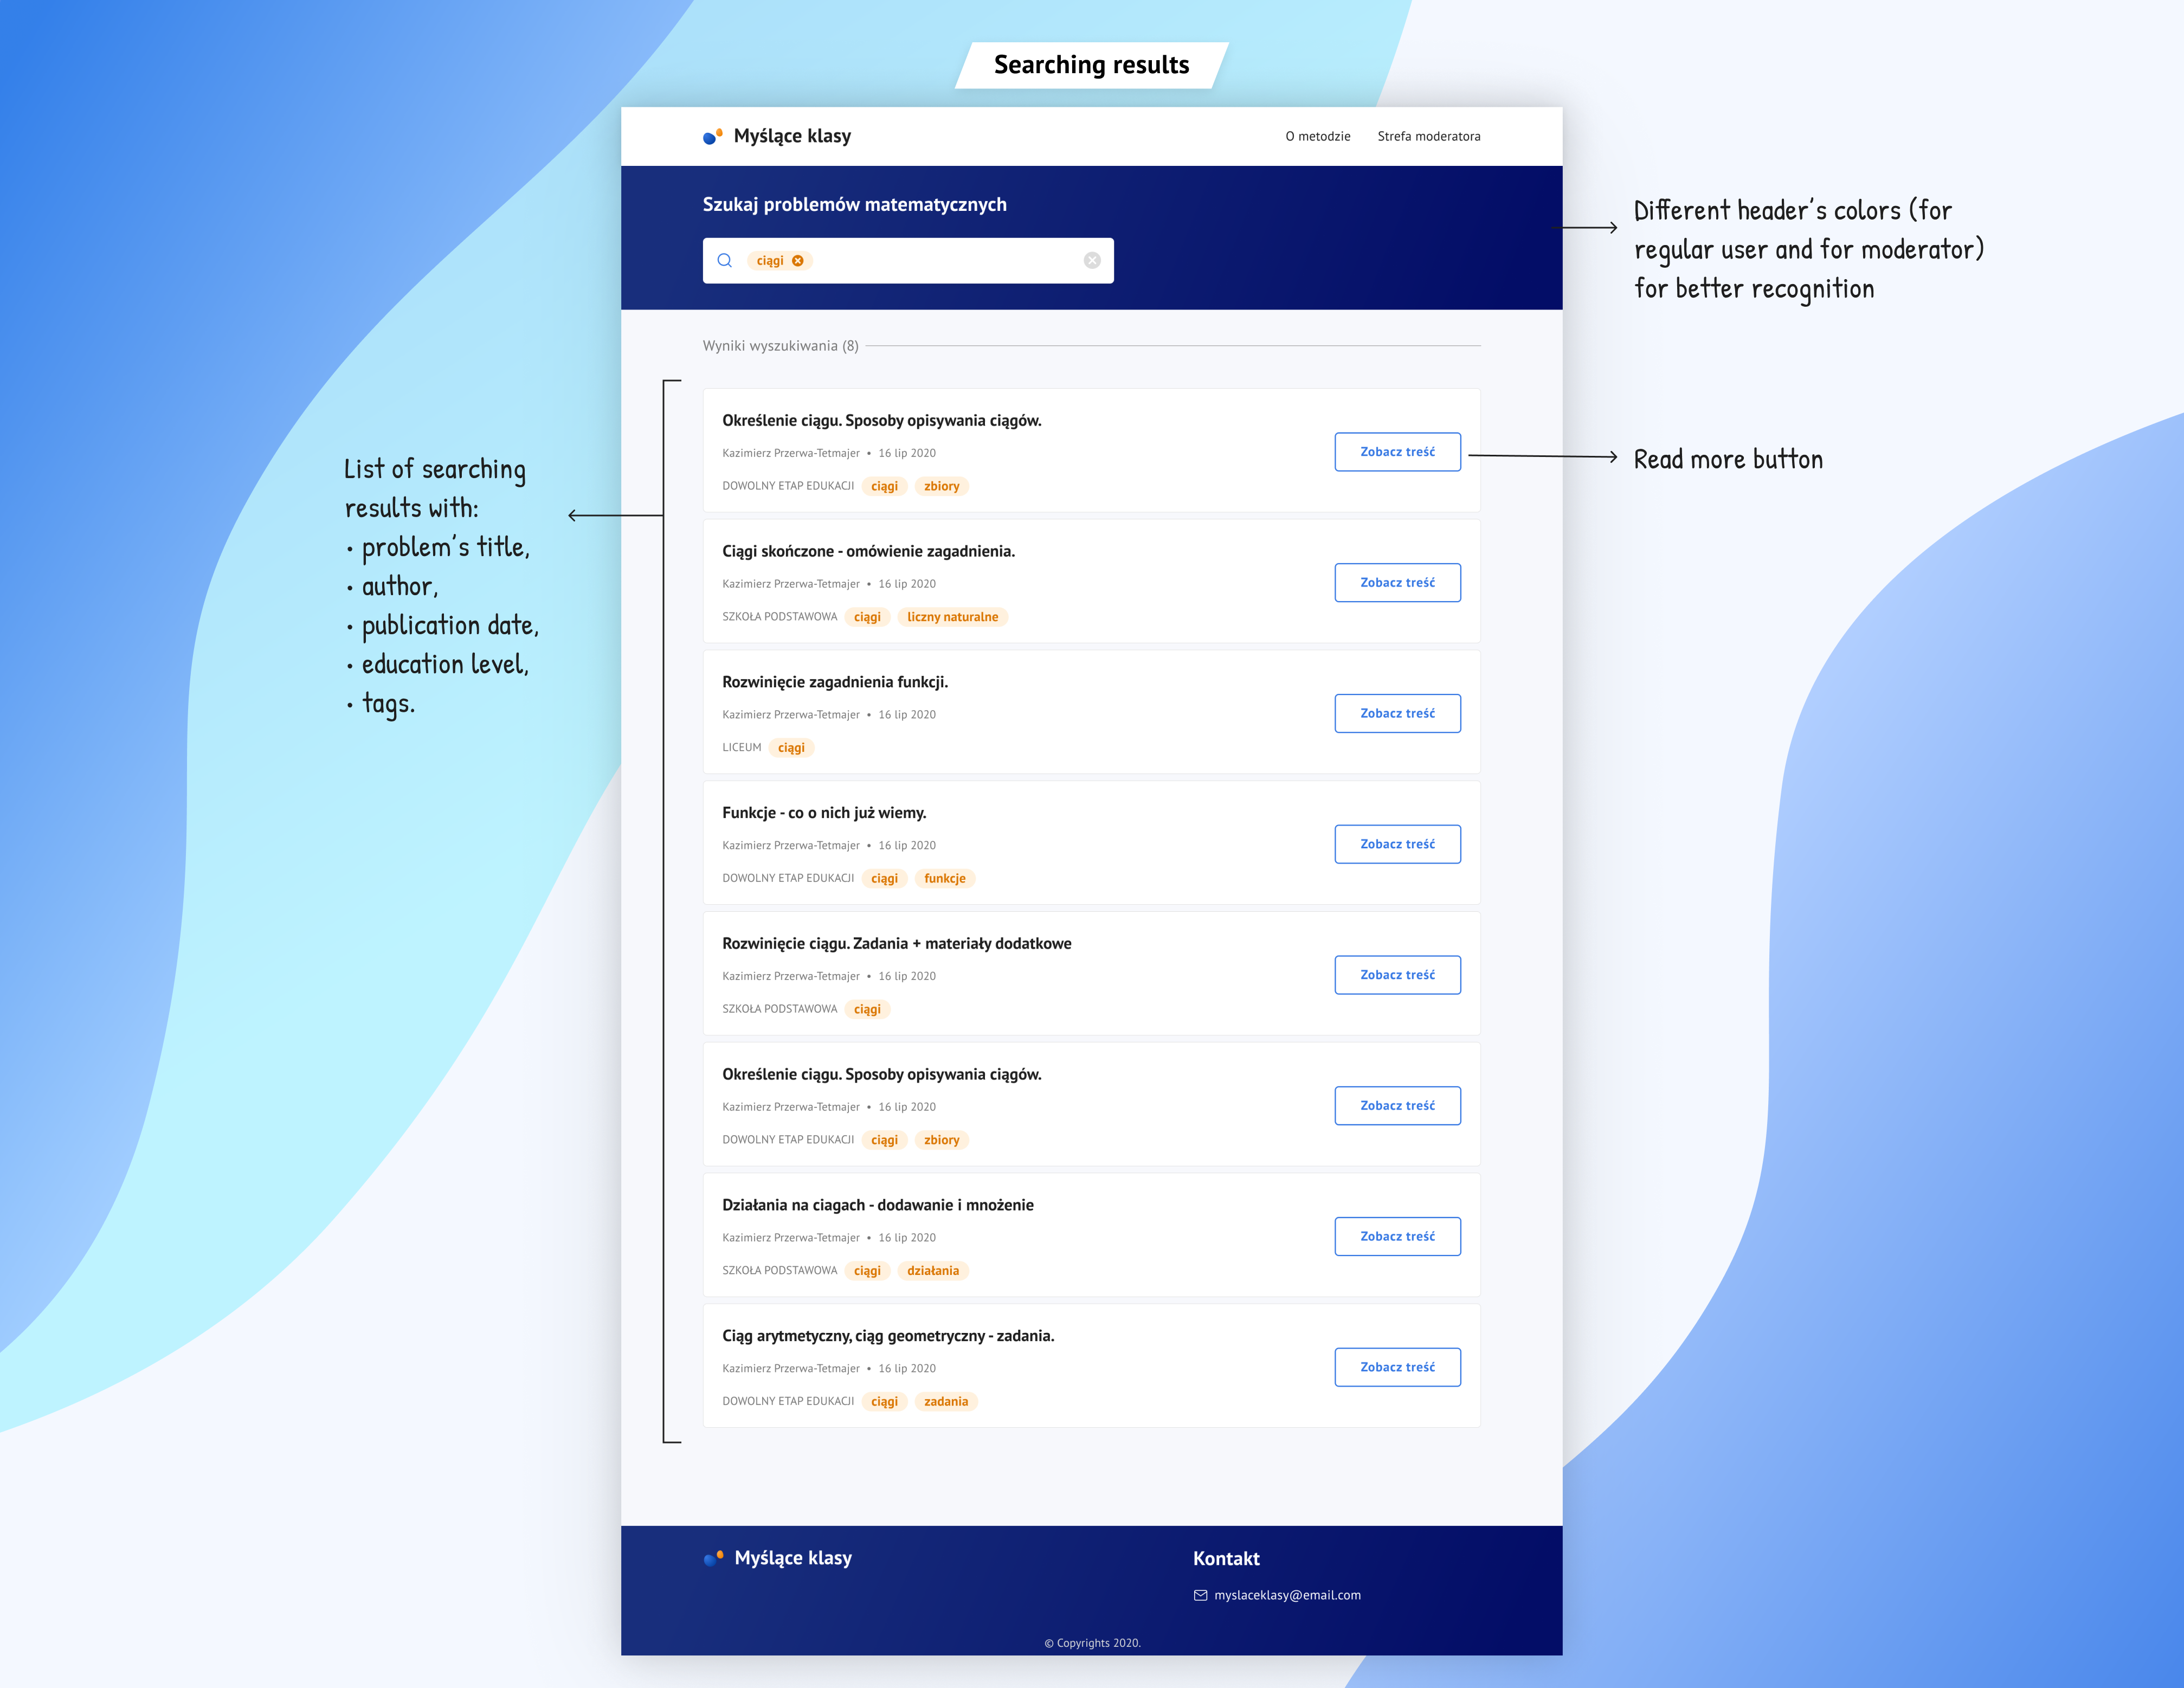 Searching results
Myślące klasy
O metodzie
Strefa moderatora
Szukaj problemów matematycznych
ciągi
Different header's colors (for
regular user and for moderator)
for better recognition
Wyniki wyszukiwania (8)
List of searching
results with:
• problem's title,
• author,
• publication date,
• education level,
• tags.
Określenie ciągu. Sposoby opisywania ciągów.
Kazimierz Przerwa-Tetmajer • 16 lip 2020
DOWOLNY ETAP EDUKACJI ciągi zbiory
Zobacz treść
Read more button
Ciągi skończone - omówienie zagadnienia.
Kazimierz Przerwa-Tetmajer • 16 lip 2020
SZKOŁA PODSTAWOWA ciągi liczny naturalne
Zobacz treść
Rozwinięcie zagadnienia funkcji.
Kazimierz Przerwa-Tetmajer • 16 lip 2020
LICEUM ciągi
Zobacz treść
Funkcje - co o nich już wiemy.
Kazimierz Przerwa-Tetmajer • 16 lip 2020
DOWOLNY ETAP EDUKACJI ciągi funkcje
Zobacz treść
Rozwinięcie ciągu. Zadania + materiały dodatkowe
Kazimierz Przerwa-Tetmajer • 16 lip 2020
SZKOŁA PODSTAWOWA ciągi
Zobacz treść
Określenie ciągu. Sposoby opisywania ciągów.
Kazimierz Przerwa-Tetmajer • 16 lip 2020
DOWOLNY ETAP EDUKACJI ciągi zbiory
Zobacz treść
Działania na ciagach - dodawanie i mnożenie
Kazimierz Przerwa-Tetmajer • 16 lip 2020
SZKOŁA PODSTAWOWA ciągi działania
Zobacz treść
Ciąg arytmetyczny, ciąg geometryczny - zadania.
Kazimierz Przerwa-Tetmajer • 16 lip 2020
DOWOLNY ETAP EDUKACJI ciągi zadania
Zobacz treść
Myślące klasy
Kontakt
myslaceklasy@email.com
© Copyrights 2020.